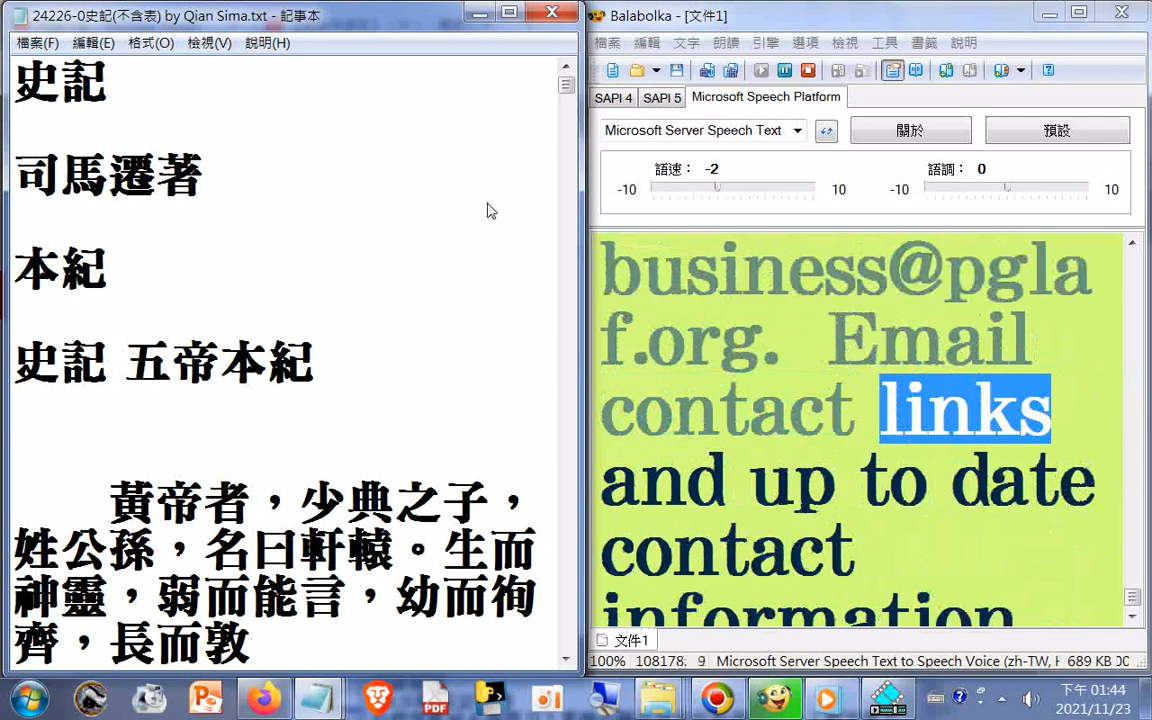 24226-0史記(不含表) by Qian Sima.txt - 記事本
檔案(F) 編輯(E) 格式(O) 檢視(V) 說明(H)
史記
司馬遷著
本紀
史記 五帝本紀
黃帝者，少典之子，
姓公孫，名曰軒轅。生而
神靈，弱而能言，幼而徇
齊，長而敦
Balabolka - [文件1]
檔案 編輯 文字 朗讀 引擎 選項 檢視 工具 書籤 說明
SAPI 4 SAPI 5 Microsoft Speech Platform
Microsoft Server Speech Text 關於 預設
語速： -2 語調： 0
-10 10 -10 10
business@pgla
f.org. Email
contact links
and up to date
contact
information
文件1
100% 108178: 9 Microsoft Server Speech Text to Speech Voice (zh-TW, H 689 KB
PDF
下午 01:44
2021/11/23